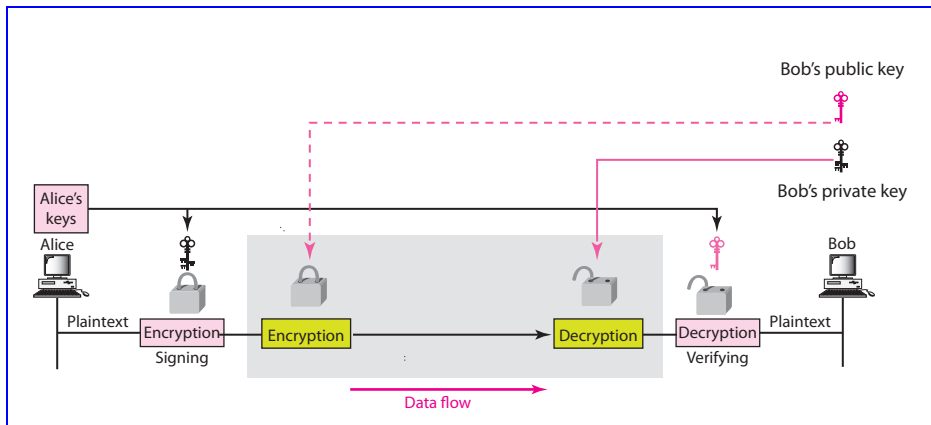 Bob's public key
Bob's private key
Alice's
keys
Alice
Bob
Plaintext
Encryption
Encryption
Decryption
Decryption
Plaintext
Signing
Verifying
Data flow